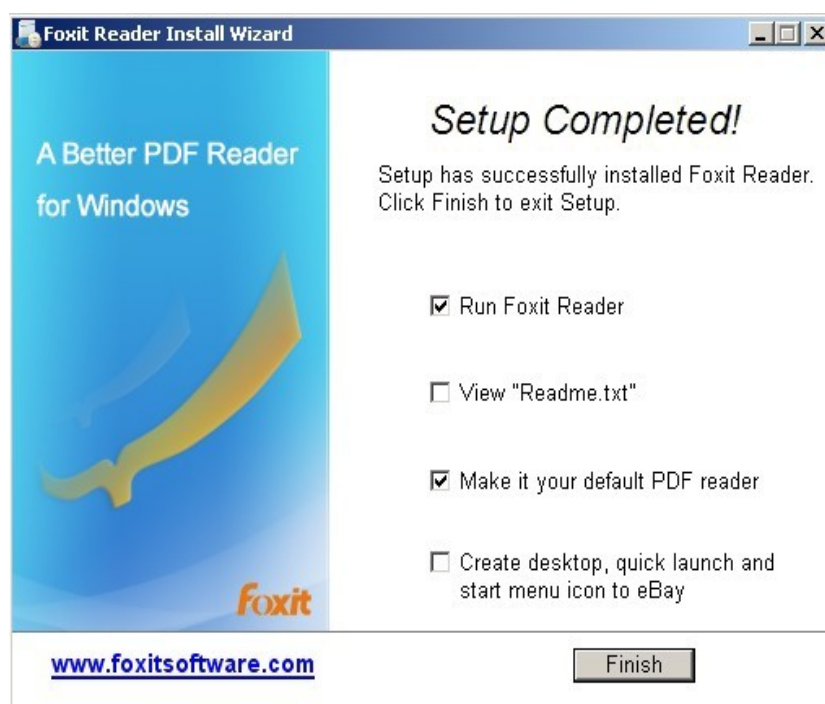 Foxit Reader Install Wizard
A Better PDF Reader
for Windows
foxit
Setup Completed!
Setup has successfully installed Foxit Reader.
Click Finish to exit Setup.
Run Foxit Reader
View "Readme.txt"
Make it your default PDF reader
Create desktop, quick launch and
start menu icon to eBay
www.foxitsoftware.com
Finish